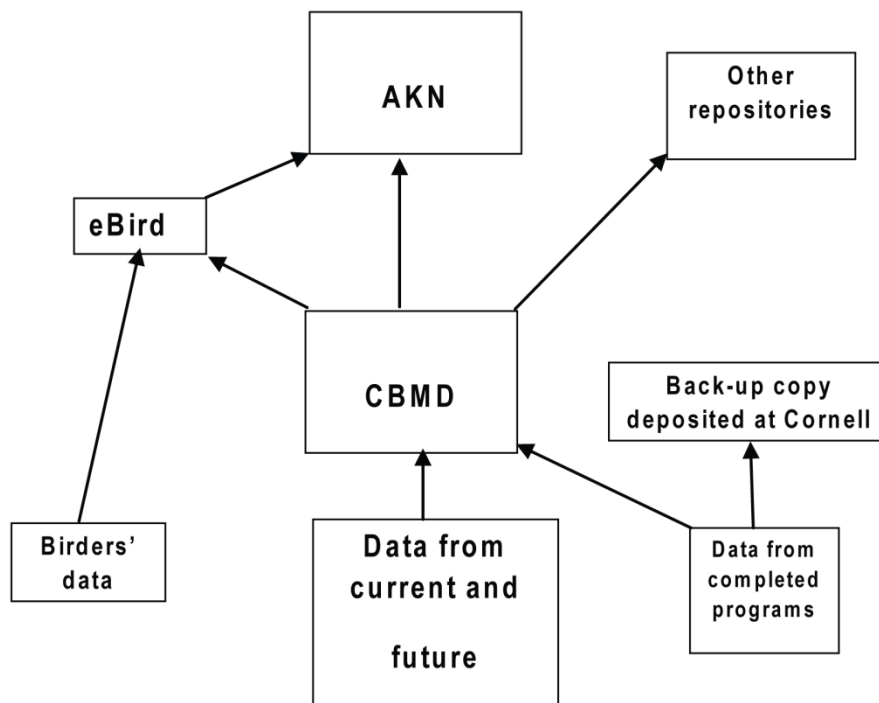 AKN
Other
repositories
eBird
CBMD
Back-up copy
deposited at Cornell
Birders’
data
Data from
current and
future
Data from
completed
programs